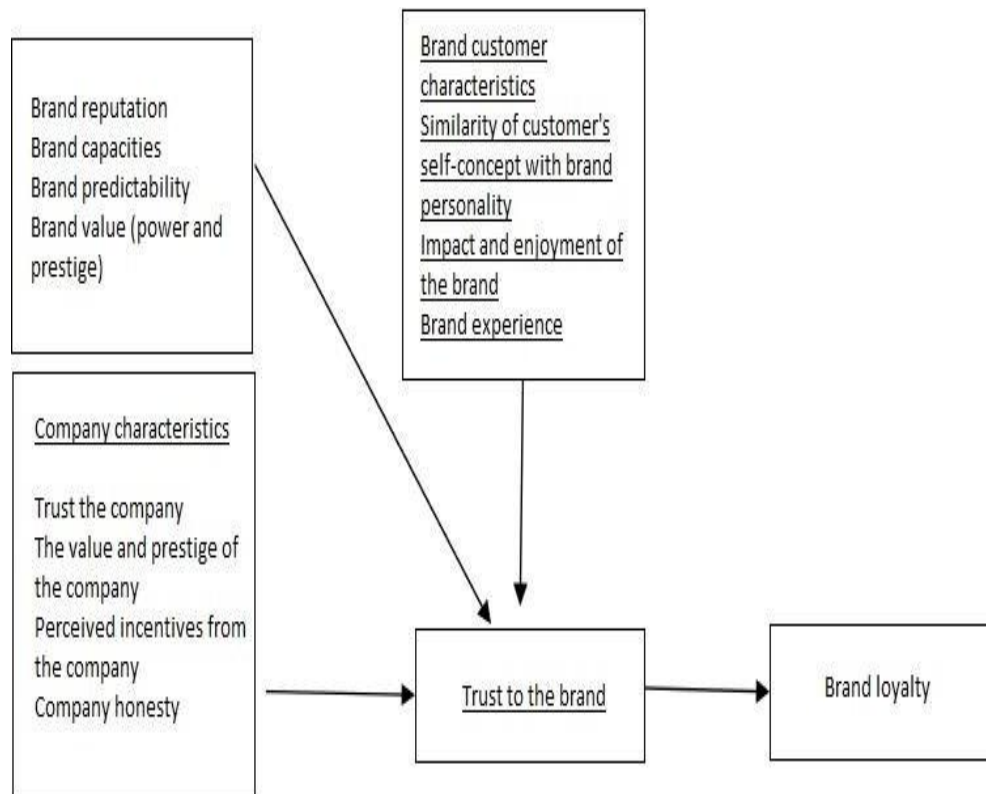 Brand reputation
Brand capacities
Brand predictability
Brand value (power and
prestige)
Brand customer
characteristics
Similarity of customer's
self-concept with brand
personality
Impact and enjoyment of
the brand
Brand experience
Company characteristics
Trust the company
The value and prestige of
the company
Perceived incentives from
the company
Company honesty
Trust to the brand
Brand loyalty